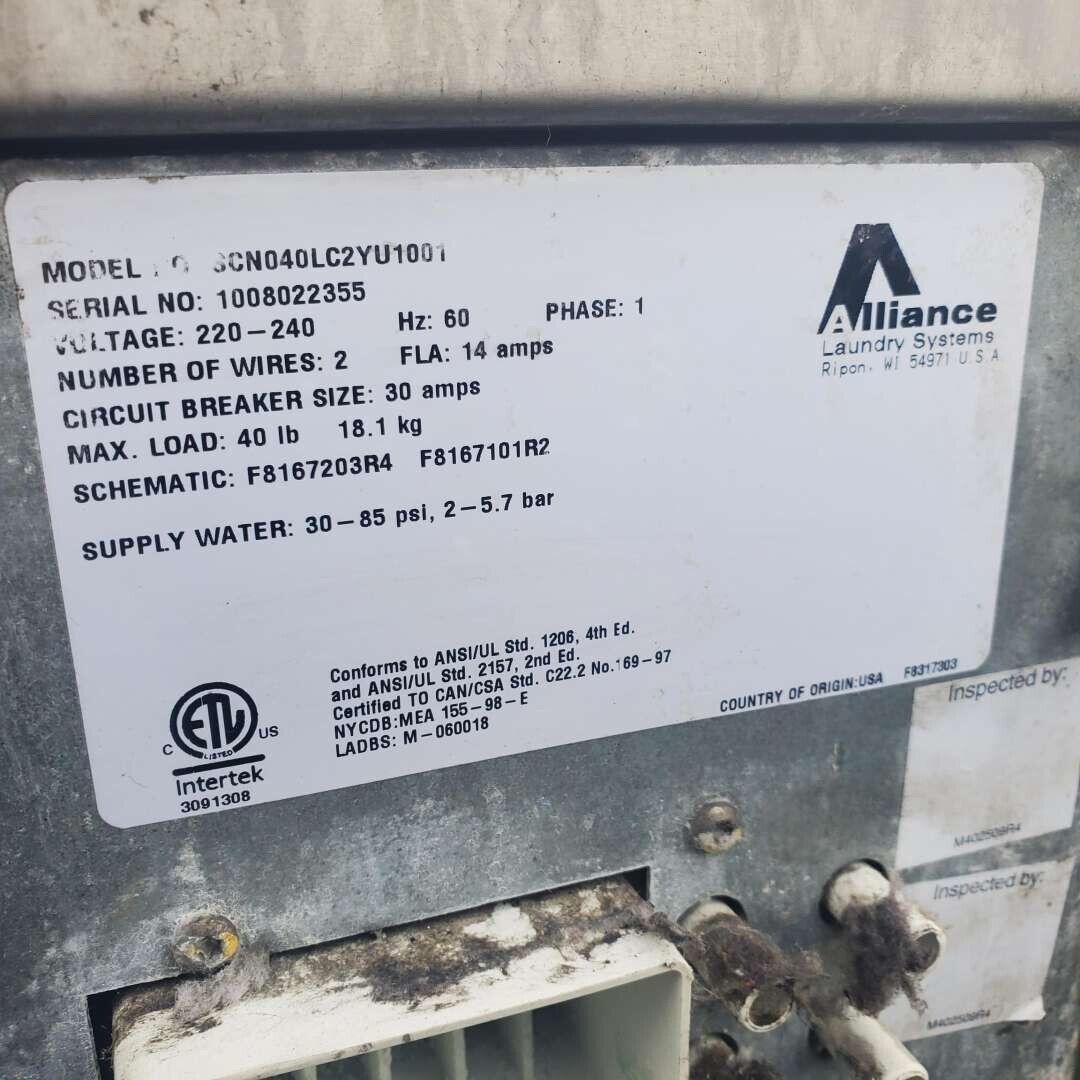 MODEL NO SCN040LC2YU1001
SERIAL NO: 1008022355
VOLTAGE: 220-240 Hz: 60 PHASE: 1
NUMBER OF WIRES: 2 FLA: 14 amps
CIRCUIT BREAKER SIZE: 30 amps
MAX. LOAD: 40 lb 18.1 kg
SCHEMATIC: F8167203R4 F8167101R2
SUPPLY WATER: 30-85 psi, 2-5.7 bar
Alliance
Laundry Systems
Ripon, WI 54971 U.S.A
Conforms to ANSI/UL Std. 1206, 4th Ed.
and ANSI/UL Std. 2157, 2nd Ed.
Certified TO CAN/CSA Std. C22.2 No.169-97
NYCDB:MEA 155-98-E
LADBS: M-060018
C ETL US
LISTED
Intertek
3091308
COUNTRY OF ORIGIN:USA F8317303
Inspected by:
M402509R4
Inspected by:
M402509R4